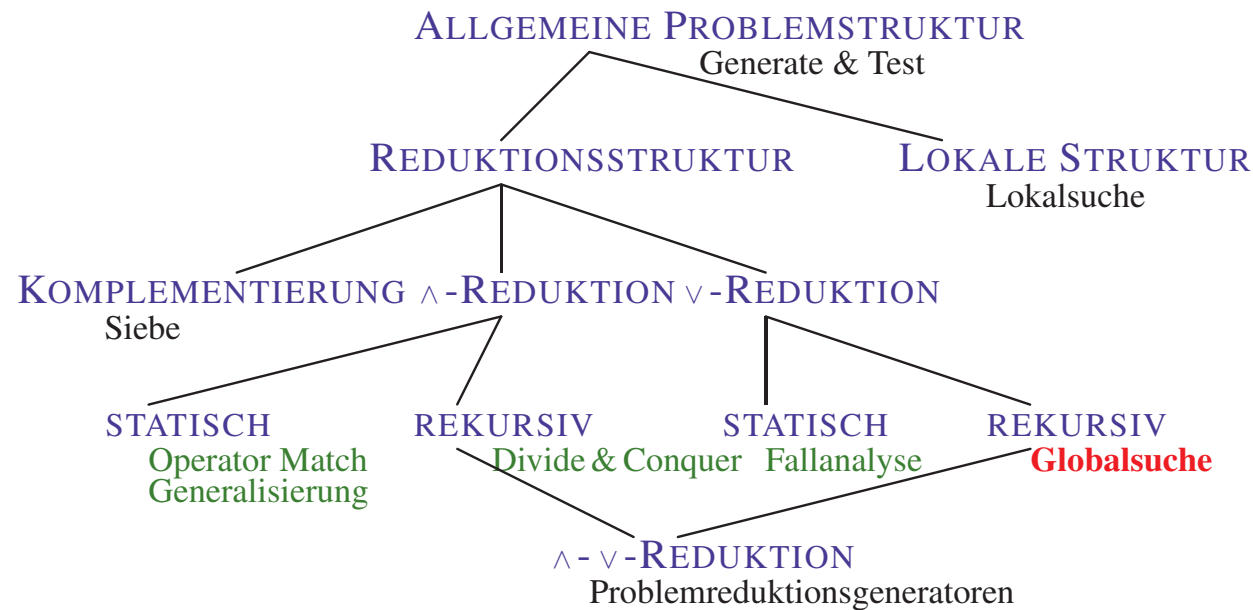 ALLGEMEINE PROBLEMSTRUKTUR
Generate & Test
REDUKTIONSSTRUKTUR
LOKALE STRUKTUR
Lokalsuche
KOMPLEMENTIERUNG ∧-REDUKTION ∨-REDUKTION
Siebe
STATISCH REKURSIV STATISCH REKURSIV
Operator Match Divide & Conquer Fallanalyse Globalsuche
Generalisierung
∧-∨-REDUKTION
Problemreduktionsgeneratoren